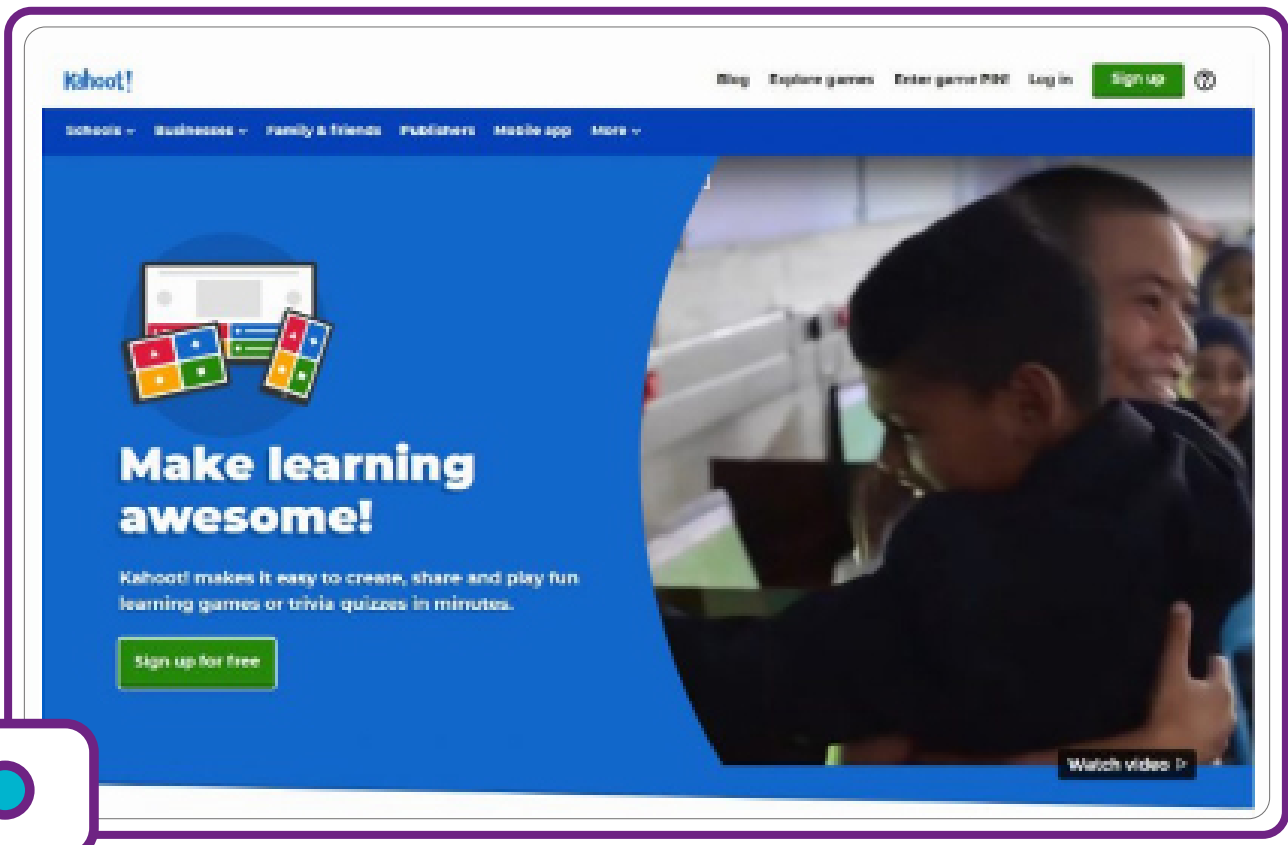 Kahoot!
Blog Explore games Enter game PIN! Log in Sign up
Schools Businesses Family & friends Publishers Mobile app More
Make learning
awesome!
Kahoot! makes it easy to create, share and play fun
learning games or trivia quizzes in minutes.
Sign up for free
Watch video